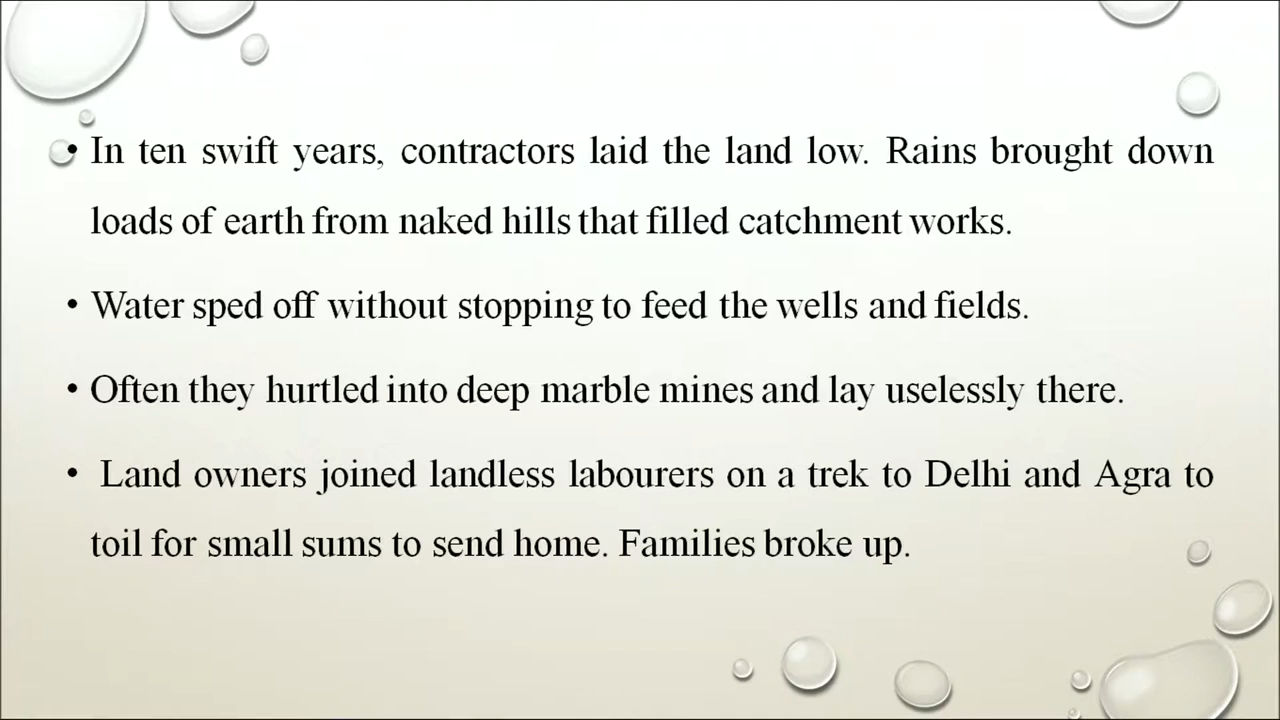 • In ten swift years, contractors laid the land low. Rains brought down
loads of earth from naked hills that filled catchment works.
• Water sped off without stopping to feed the wells and fields.
• Often they hurtled into deep marble mines and lay uselessly there.
• Land owners joined landless labourers on a trek to Delhi and Agra to
toil for small sums to send home. Families broke up.